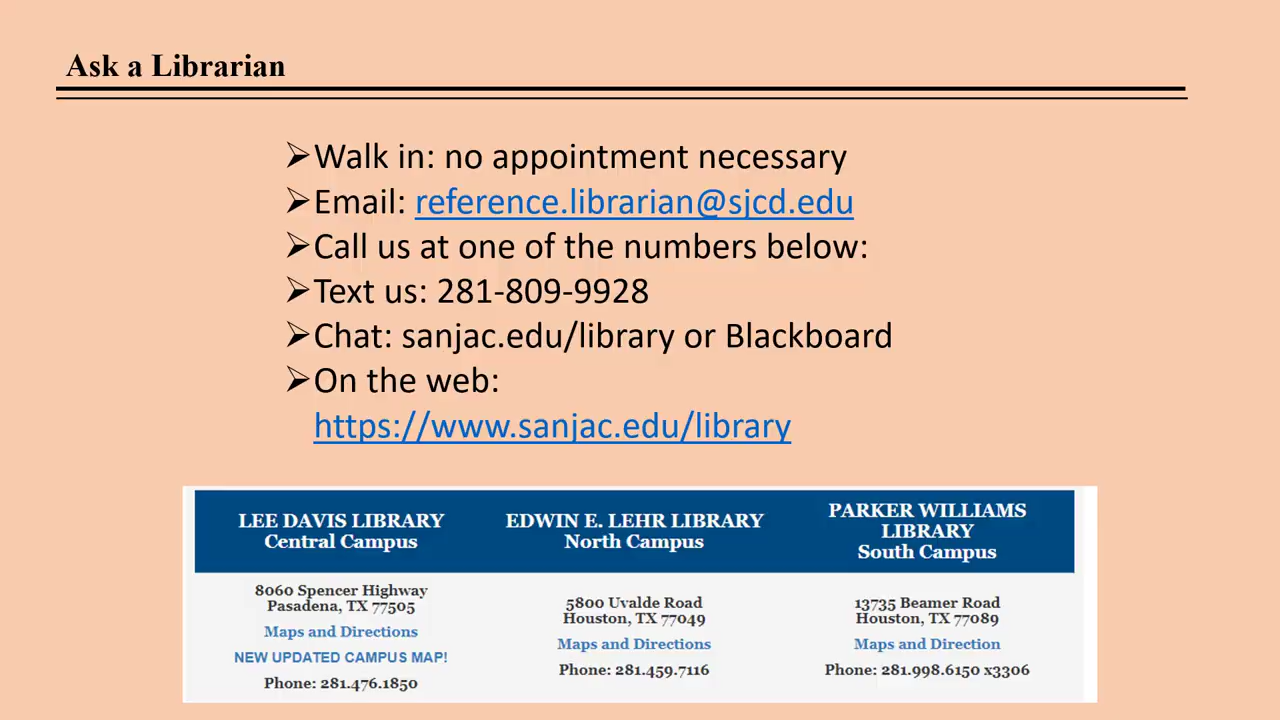 Ask a Librarian
➢Walk in: no appointment necessary
➢Email: reference.librarian@sjcd.edu
➢Call us at one of the numbers below:
➢Text us: 281-809-9928
➢Chat: sanjac.edu/library or Blackboard
➢On the web:
https://www.sanjac.edu/library
LEE DAVIS LIBRARY
Central Campus
8060 Spencer Highway
Pasadena, TX 77505
Maps and Directions
NEW UPDATED CAMPUS MAP!
Phone: 281.476.1850
EDWIN E. LEHR LIBRARY
North Campus
5800 Uvalde Road
Houston, TX 77049
Maps and Directions
Phone: 281.459.7116
PARKER WILLIAMS
LIBRARY
South Campus
13735 Beamer Road
Houston, TX 77089
Maps and Direction
Phone: 281.998.6150 x3306